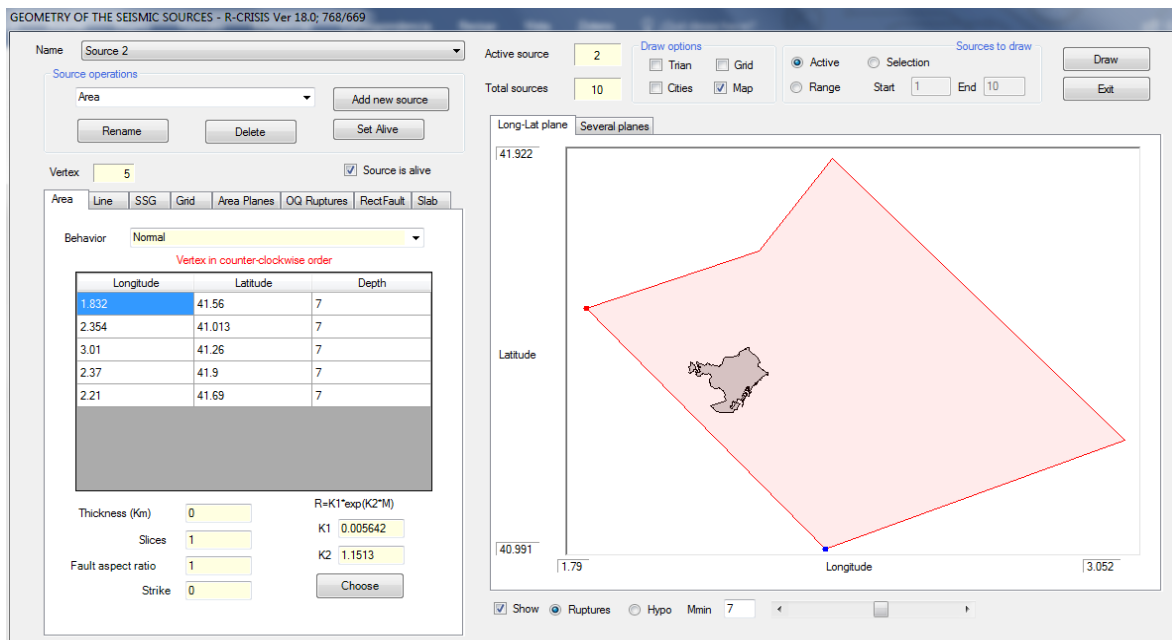 GEOMETRY OF THE SEISMIC SOURCES - R-CRISIS Ver 18.0; 768/669
Name Source 2
Source operations
Area Add new source
Rename Delete Set Alive
Vertex 5 Source is alive
Area Line SSG Grid Area Planes OQ Ruptures RectFault Slab
Behavior Normal
Vertex in counter-clockwise order
Longitude Latitude Depth
1.832 41.56 7
2.354 41.013 7
3.01 41.26 7
2.37 41.9 7
2.21 41.69 7
Thickness (Km) 0
Slices 1
Fault aspect ratio 1
Strike 0
R=K1*exp(K2*M)
K1 0.005642
K2 1.1513
Choose
Active source 2
Total sources 10
Draw options
Trian Grid
Cities Map
Sources to draw
Active Selection
Range Start 1 End 10
Draw
Exit
Long-Lat plane Several planes
41.922
Latitude
40.991
1.79 Longitude 3.052
Show Ruptures Hypo Mmin 7